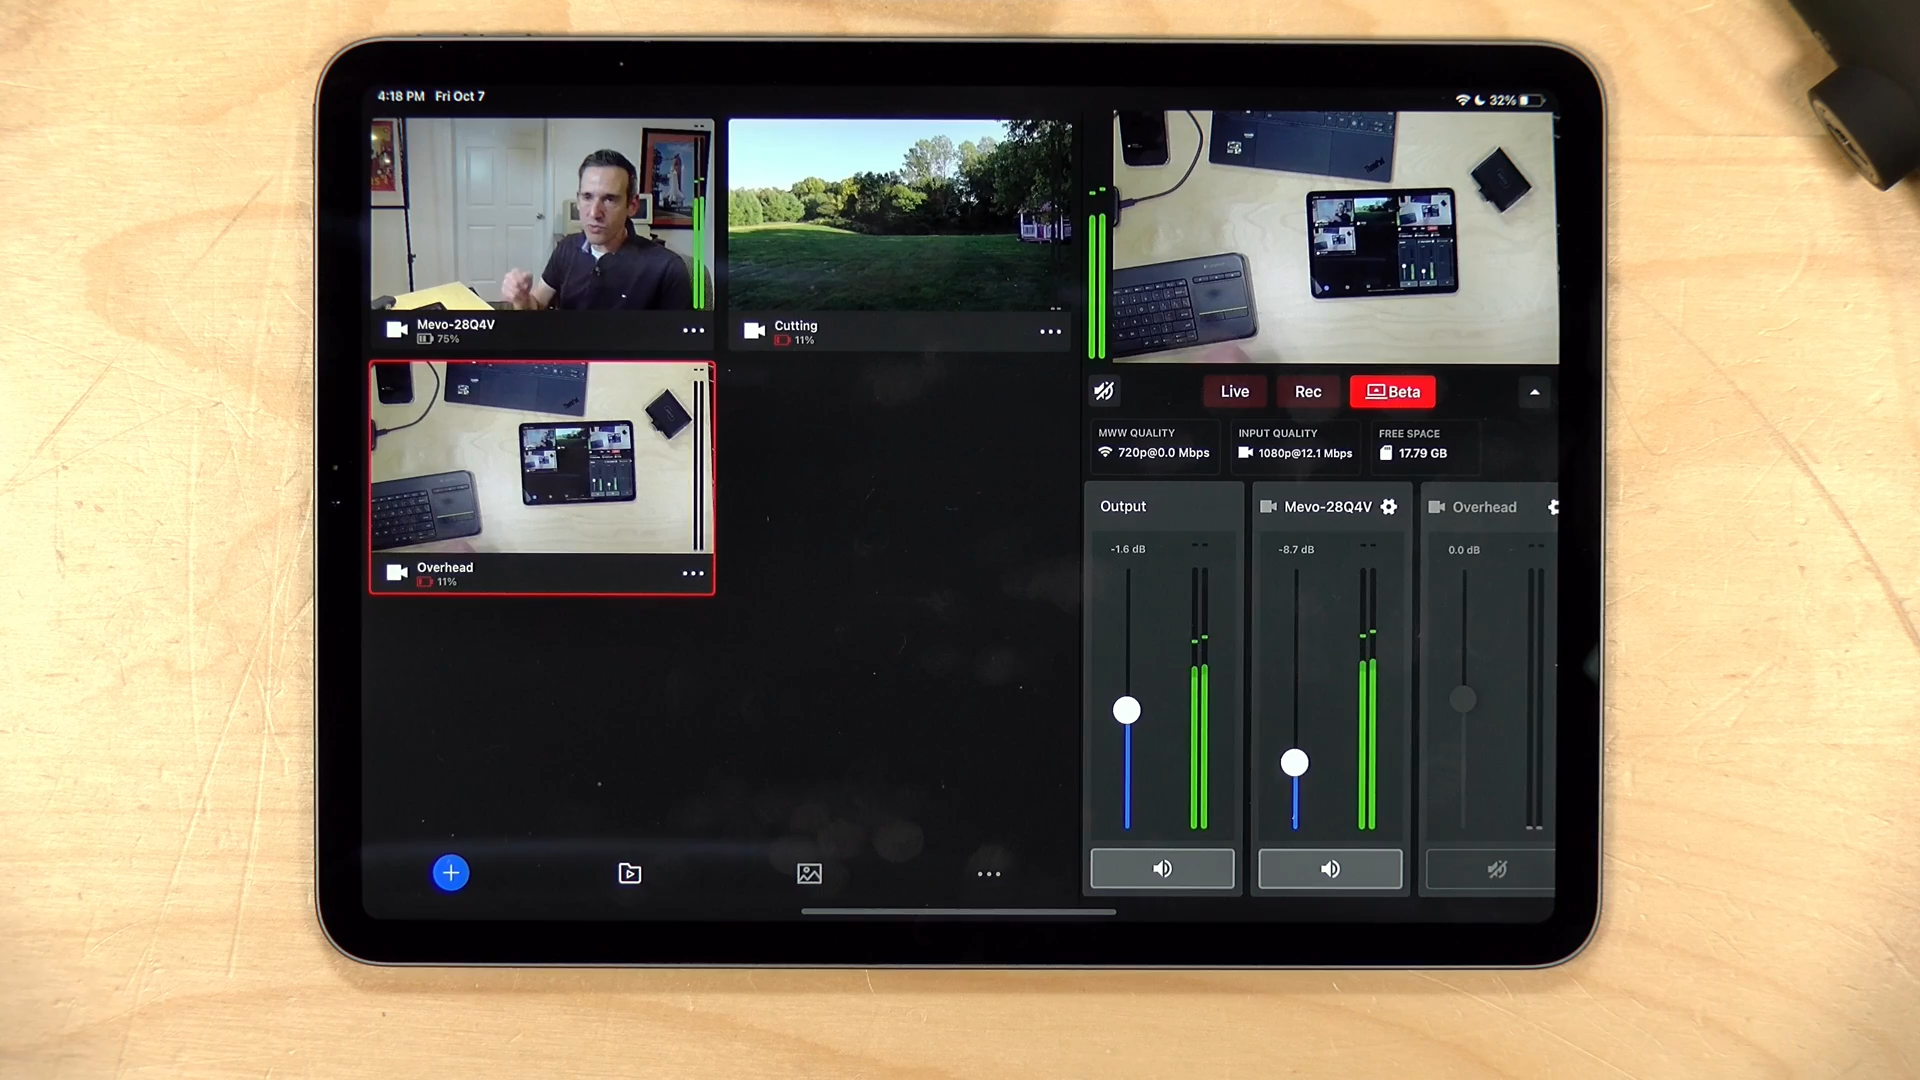 4:18 PM Fri Oct 7
32%
Mevo-28Q4V
75%
Cutting
11%
Overhead
11%
Live
Rec
Beta
MWW QUALITY
720p@0.0 Mbps
INPUT QUALITY
1080p@12.1 Mbps
FREE SPACE
17.79 GB
Output
Mevo-28Q4V
Overhead
-1.6 dB
-8.7 dB
0.0 dB
ThinkPad